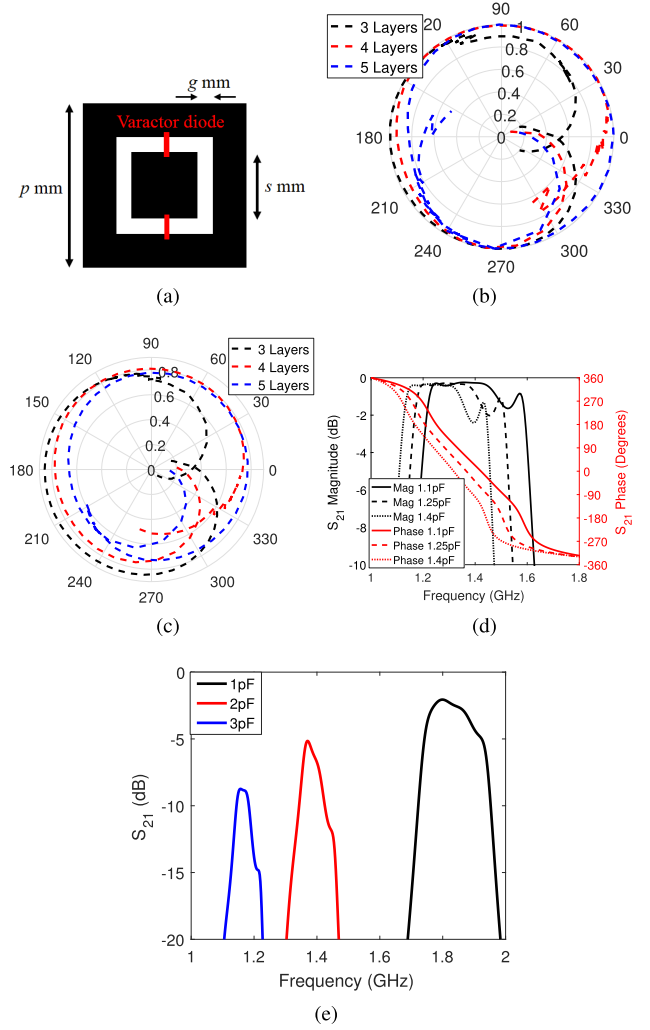 g mm
Varactor diode
p mm
s mm
(a)
3 Layers
4 Layers
5 Layers
90
60
30
0
330
300
270
240
210
180
20
1
0.8
0.6
0.4
0.2
0
(b)
3 Layers
4 Layers
5 Layers
90
60
30
0
330
300
270
240
210
180
150
120
0.8
0.6
0.4
0.2
0
(c)
S21 Magnitude (dB)
0
-2
-4
-6
-8
-10
360
270
180
90
0
-90
-180
-270
-360
S21 Phase (Degrees)
Mag 1.1pF
Mag 1.25pF
Mag 1.4pF
Phase 1.1pF
Phase 1.25pF
Phase 1.4pF
1 1.2 1.4 1.6 1.8
Frequency (GHz)
(d)
1pF
2pF
3pF
S21 (dB)
0
-5
-10
-15
-20
1 1.2 1.4 1.6 1.8 2
Frequency (GHz)
(e)